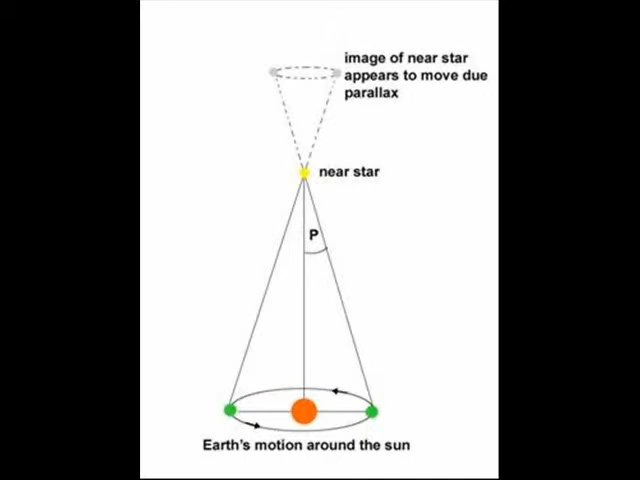 image of near star
appears to move due
parallax
near star
P
Earth's motion around the sun